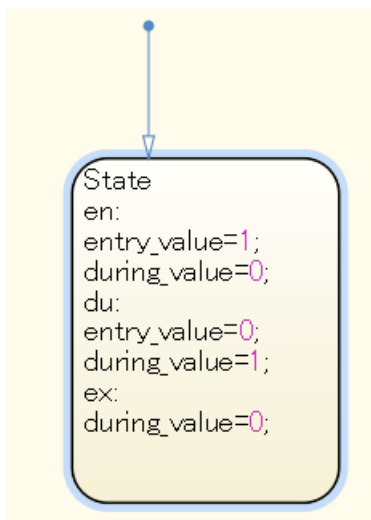 State
en:
entry_value=1;
during_value=0;
du:
entry_value=0;
during_value=1;
ex:
during_value=0;